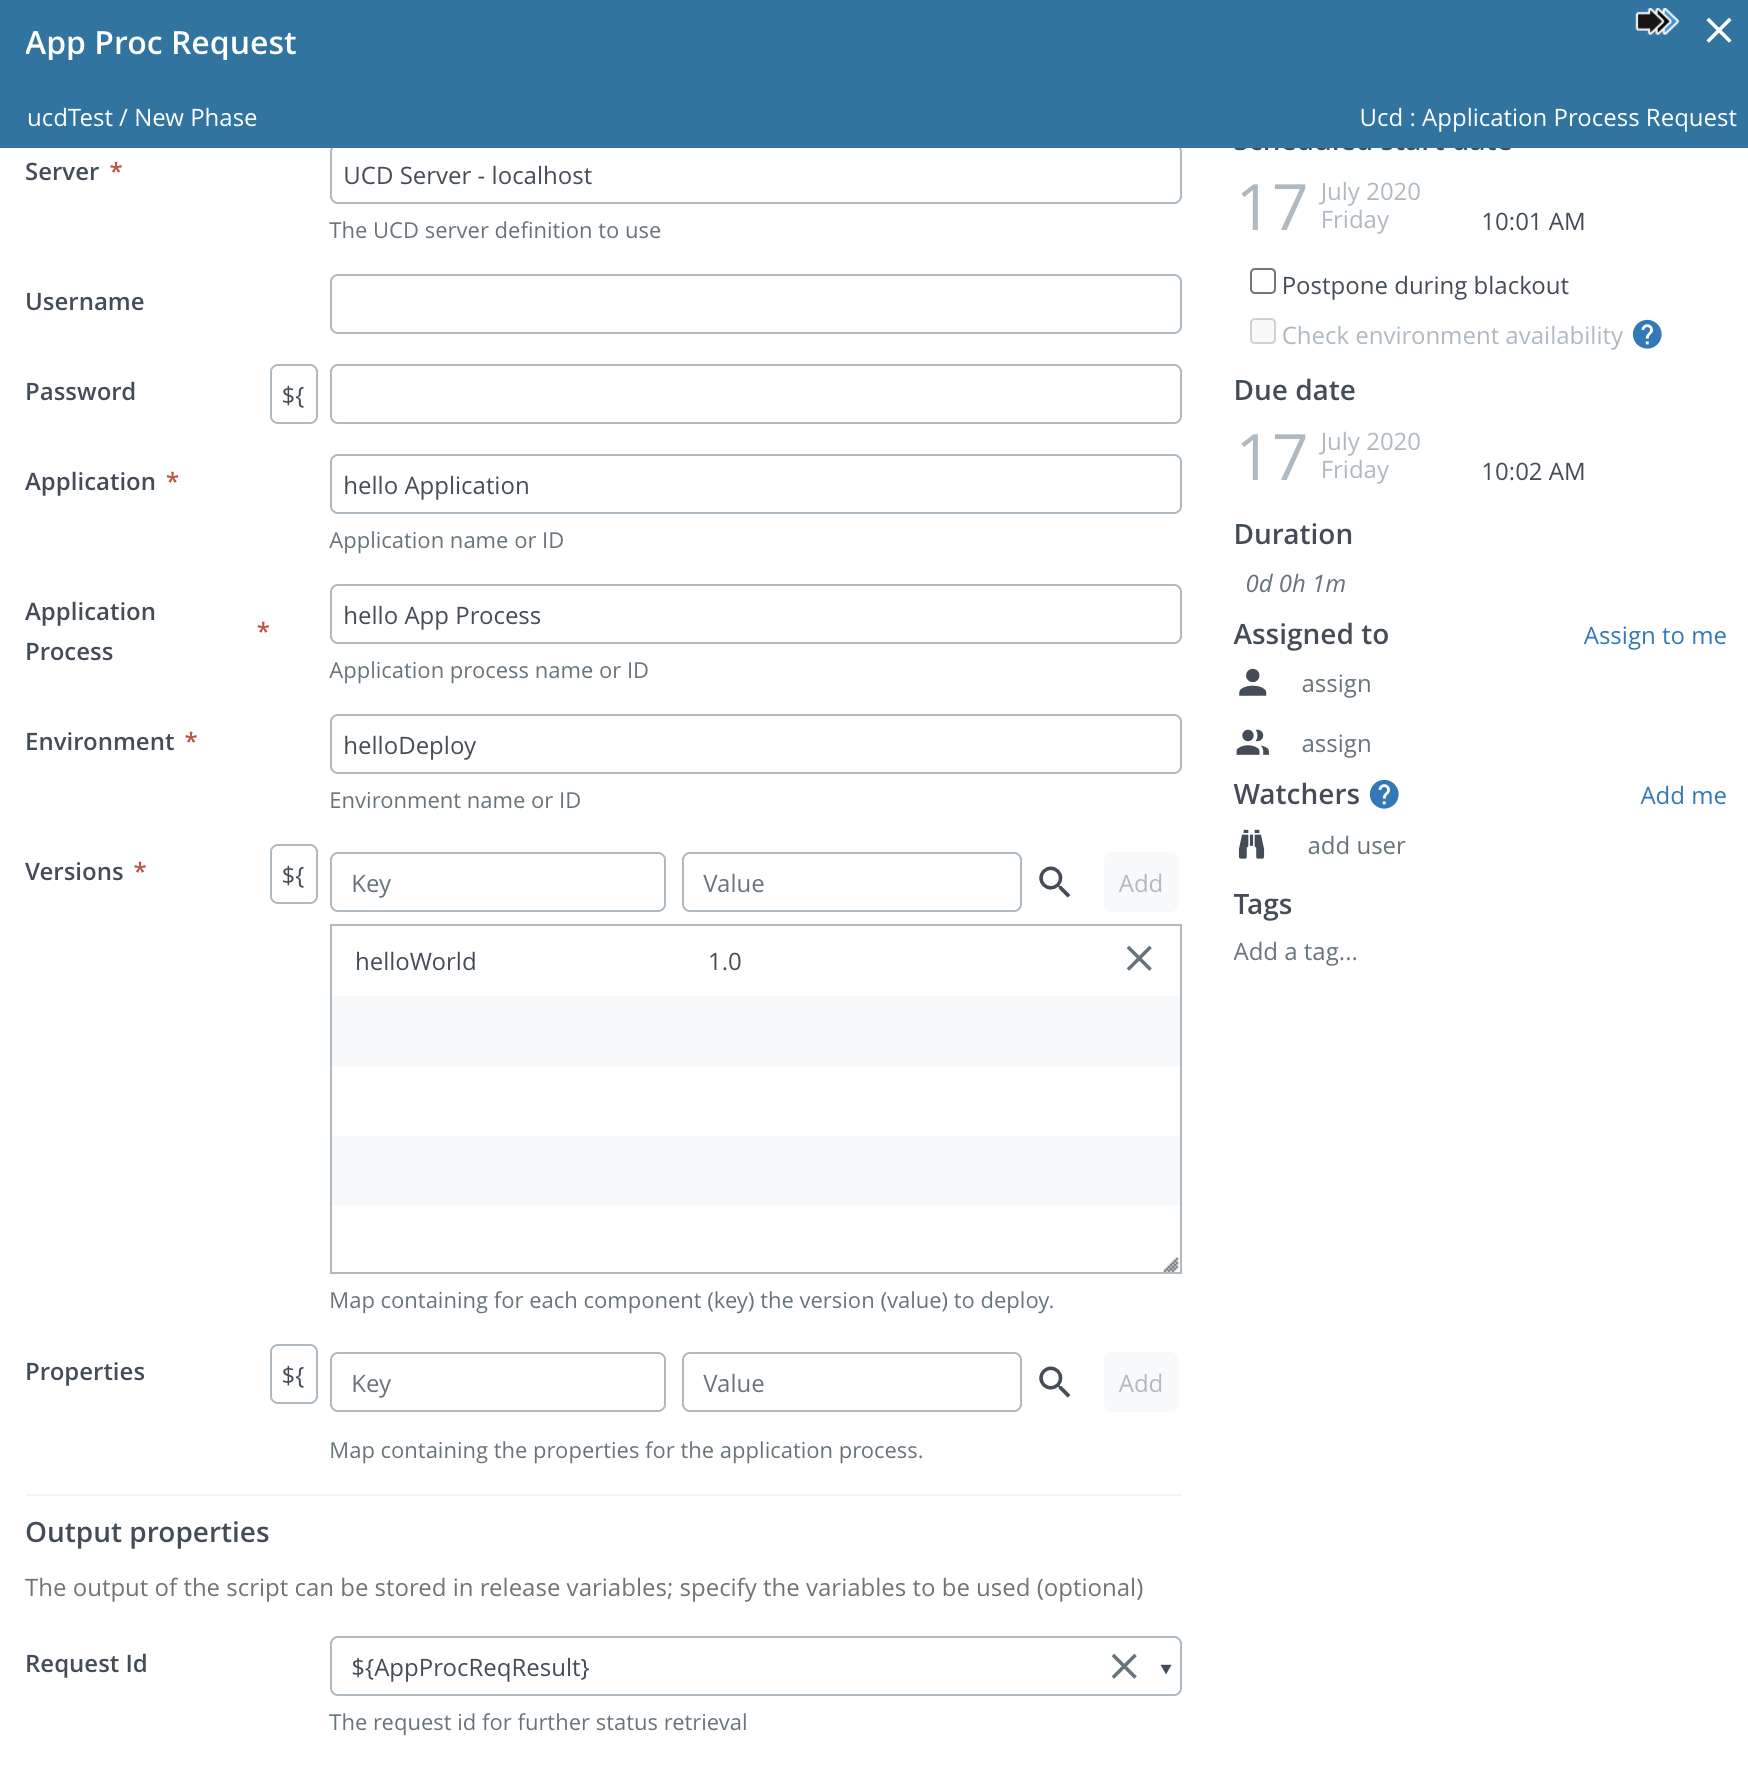 App Proc Request
ucdTest / New Phase
Ucd : Application Process Request
Server *
UCD Server - localhost
The UCD server definition to use
Username
Password
${
Application *
hello Application
Application name or ID
Application
Process
*
hello App Process
Application process name or ID
Environment *
helloDeploy
Environment name or ID
Versions *
${
Key
Value
Add
helloWorld
1.0
Map containing for each component (key) the version (value) to deploy.
Properties
${
Key
Value
Add
Map containing the properties for the application process.
Output properties
The output of the script can be stored in release variables; specify the variables to be used (optional)
Request Id
${AppProcReqResult}
The request id for further status retrieval
Scheduled start date
17
July 2020
Friday
10:01 AM
Postpone during blackout
Check environment availability ?
Due date
17
July 2020
Friday
10:02 AM
Duration
0d 0h 1m
Assigned to
Assign to me
assign
assign
Watchers ?
Add me
add user
Tags
Add a tag...